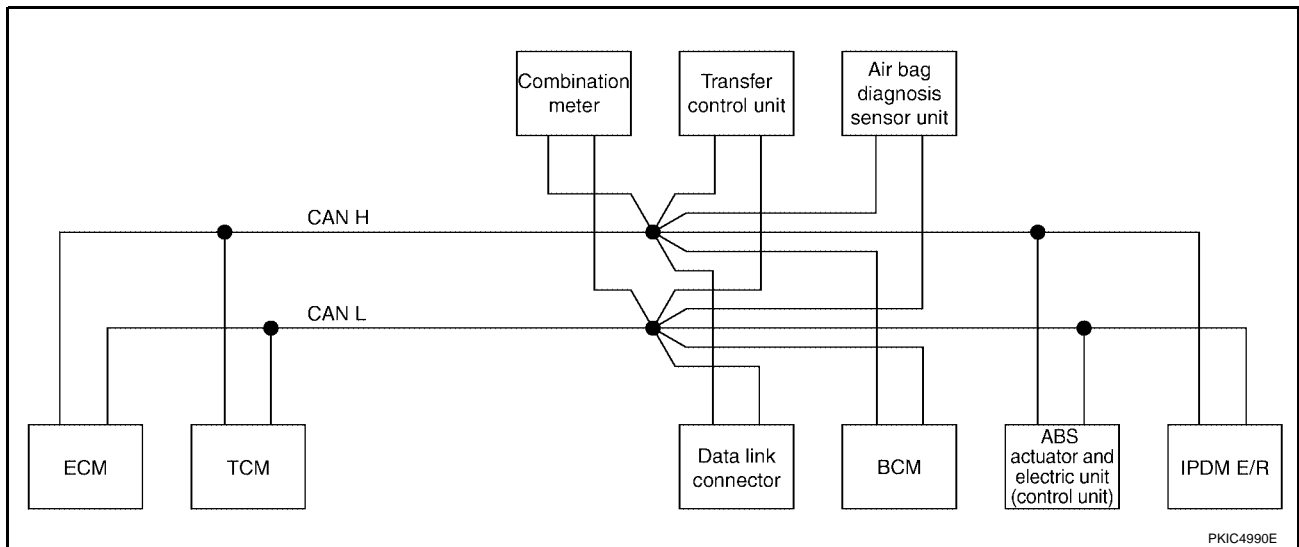 Combination
meter
Transfer
control unit
Air bag
diagnosis
sensor unit
CAN H
CAN L
ECM
TCM
Data link
connector
BCM
ABS
actuator and
electric unit
(control unit)
IPDM E/R
PKIC4990E